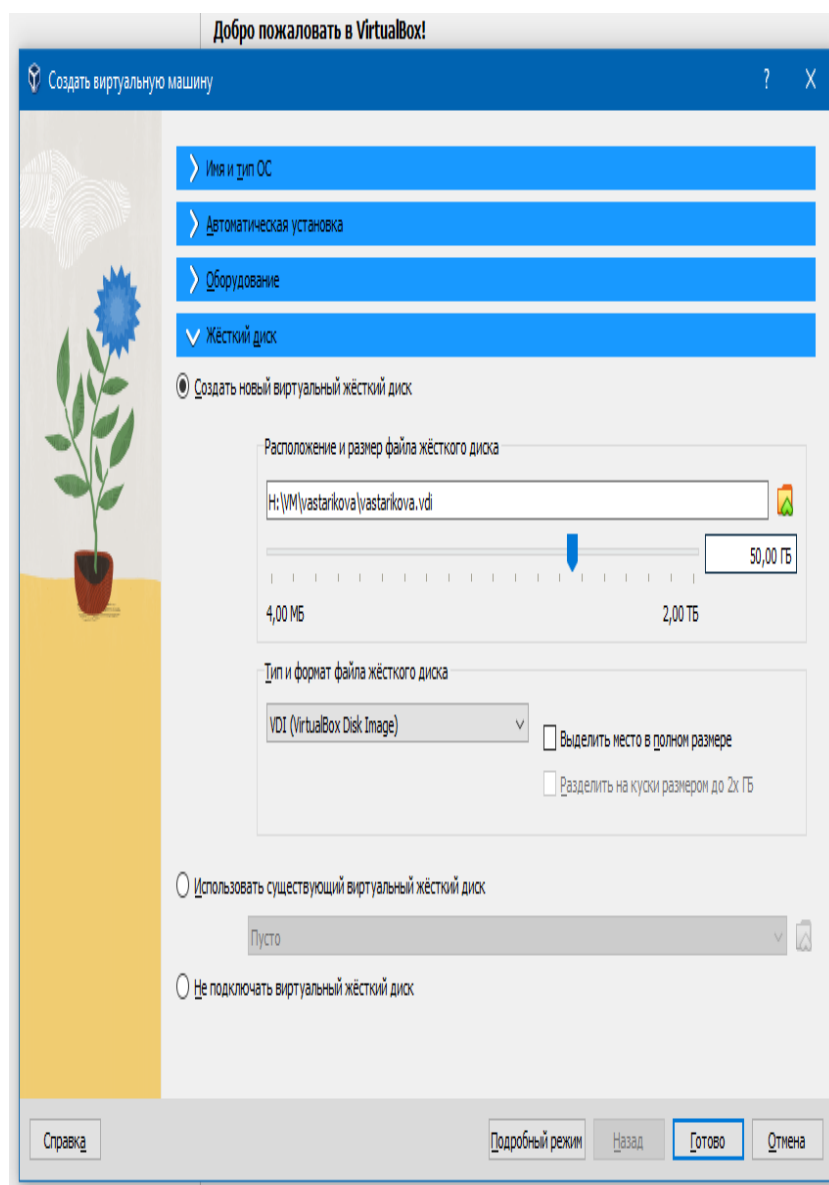 Добро пожаловать в VirtualBox!
Создать виртуальную машину
Имя и тип ОС
Автоматическая установка
Оборудование
Жёсткий диск
Создать новый виртуальный жёсткий диск
Расположение и размер файла жёсткого диска
H:\VM\vastarikova\vastarikova.vdi
50,00 ГБ
4,00 МБ 2,00 ТБ
Тип и формат файла жёсткого диска
VDI (VirtualBox Disk Image)
Выделить место в полном размере
Разделить на куски размером до 2х ГБ
Использовать существующий виртуальный жёсткий диск
Пусто
Не подключать виртуальный жёсткий диск
Справка Подробный режим Назад Готово Отмена